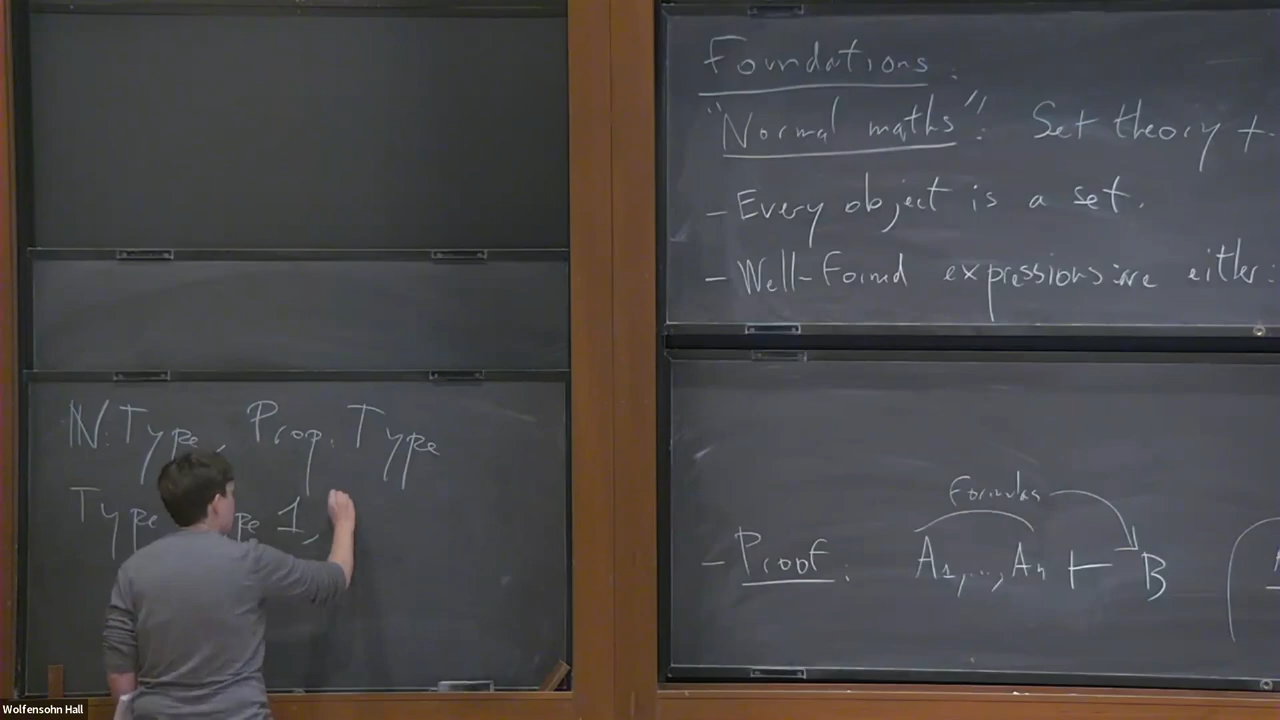 ℕ: Type, Prop: Type
Type 1,
Foundations:
"Normal maths": Set theory +
- Every object is a set.
- Well-formed expressions are either:
Formulas
- Proof: A₁,..., Aₙ ⊢ B
Wolfensohn Hall